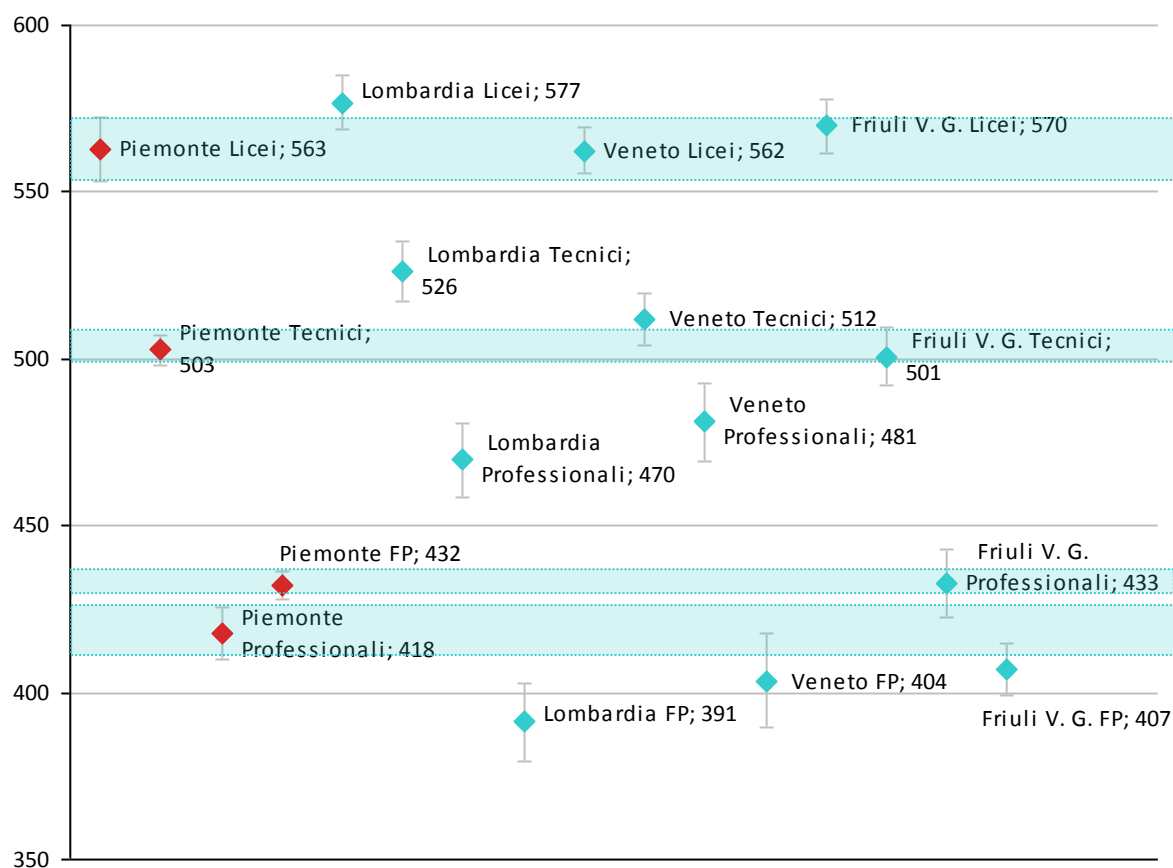 600
Lombardia Licei; 577
Friuli V. G. Licei; 570
Piemonte Licei; 563
Veneto Licei; 562
550
Lombardia Tecnici;
526
Veneto Tecnici; 512
Piemonte Tecnici;
503
Friuli V. G. Tecnici;
501
500
Veneto
Professionali; 481
Lombardia
Professionali; 470
450
Piemonte FP; 432
Friuli V. G.
Professionali; 433
Piemonte
Professionali; 418
400
Veneto FP; 404
Lombardia FP; 391
Friuli V. G. FP; 407
350